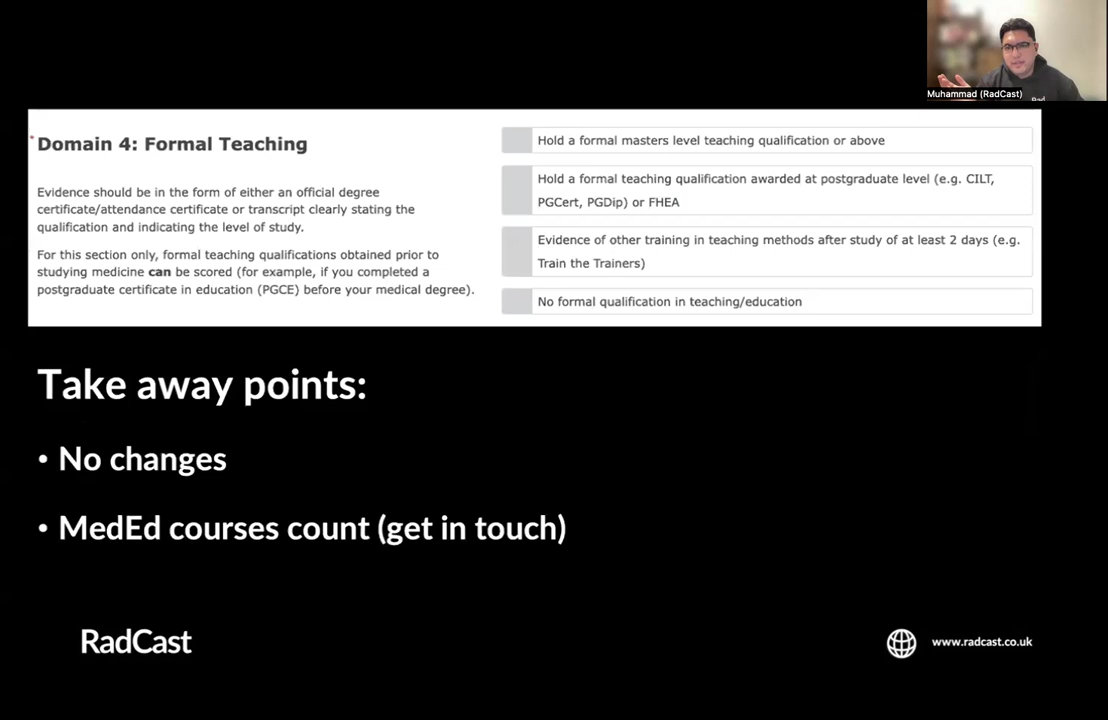 Muhammad (RadCast)
* Domain 4: Formal Teaching
Evidence should be in the form of either an official degree
certificate/attendance certificate or transcript clearly stating the
qualification and indicating the level of study.
For this section only, formal teaching qualifications obtained prior to
studying medicine can be scored (for example, if you completed a
postgraduate certificate in education (PGCE) before your medical degree).
Hold a formal masters level teaching qualification or above
Hold a formal teaching qualification awarded at postgraduate level (e.g. CILT,
PGCert, PGDip) or FHEA
Evidence of other training in teaching methods after study of at least 2 days (e.g.
Train the Trainers)
No formal qualification in teaching/education
Take away points:
• No changes
• MedEd courses count (get in touch)
RadCast
www.radcast.co.uk